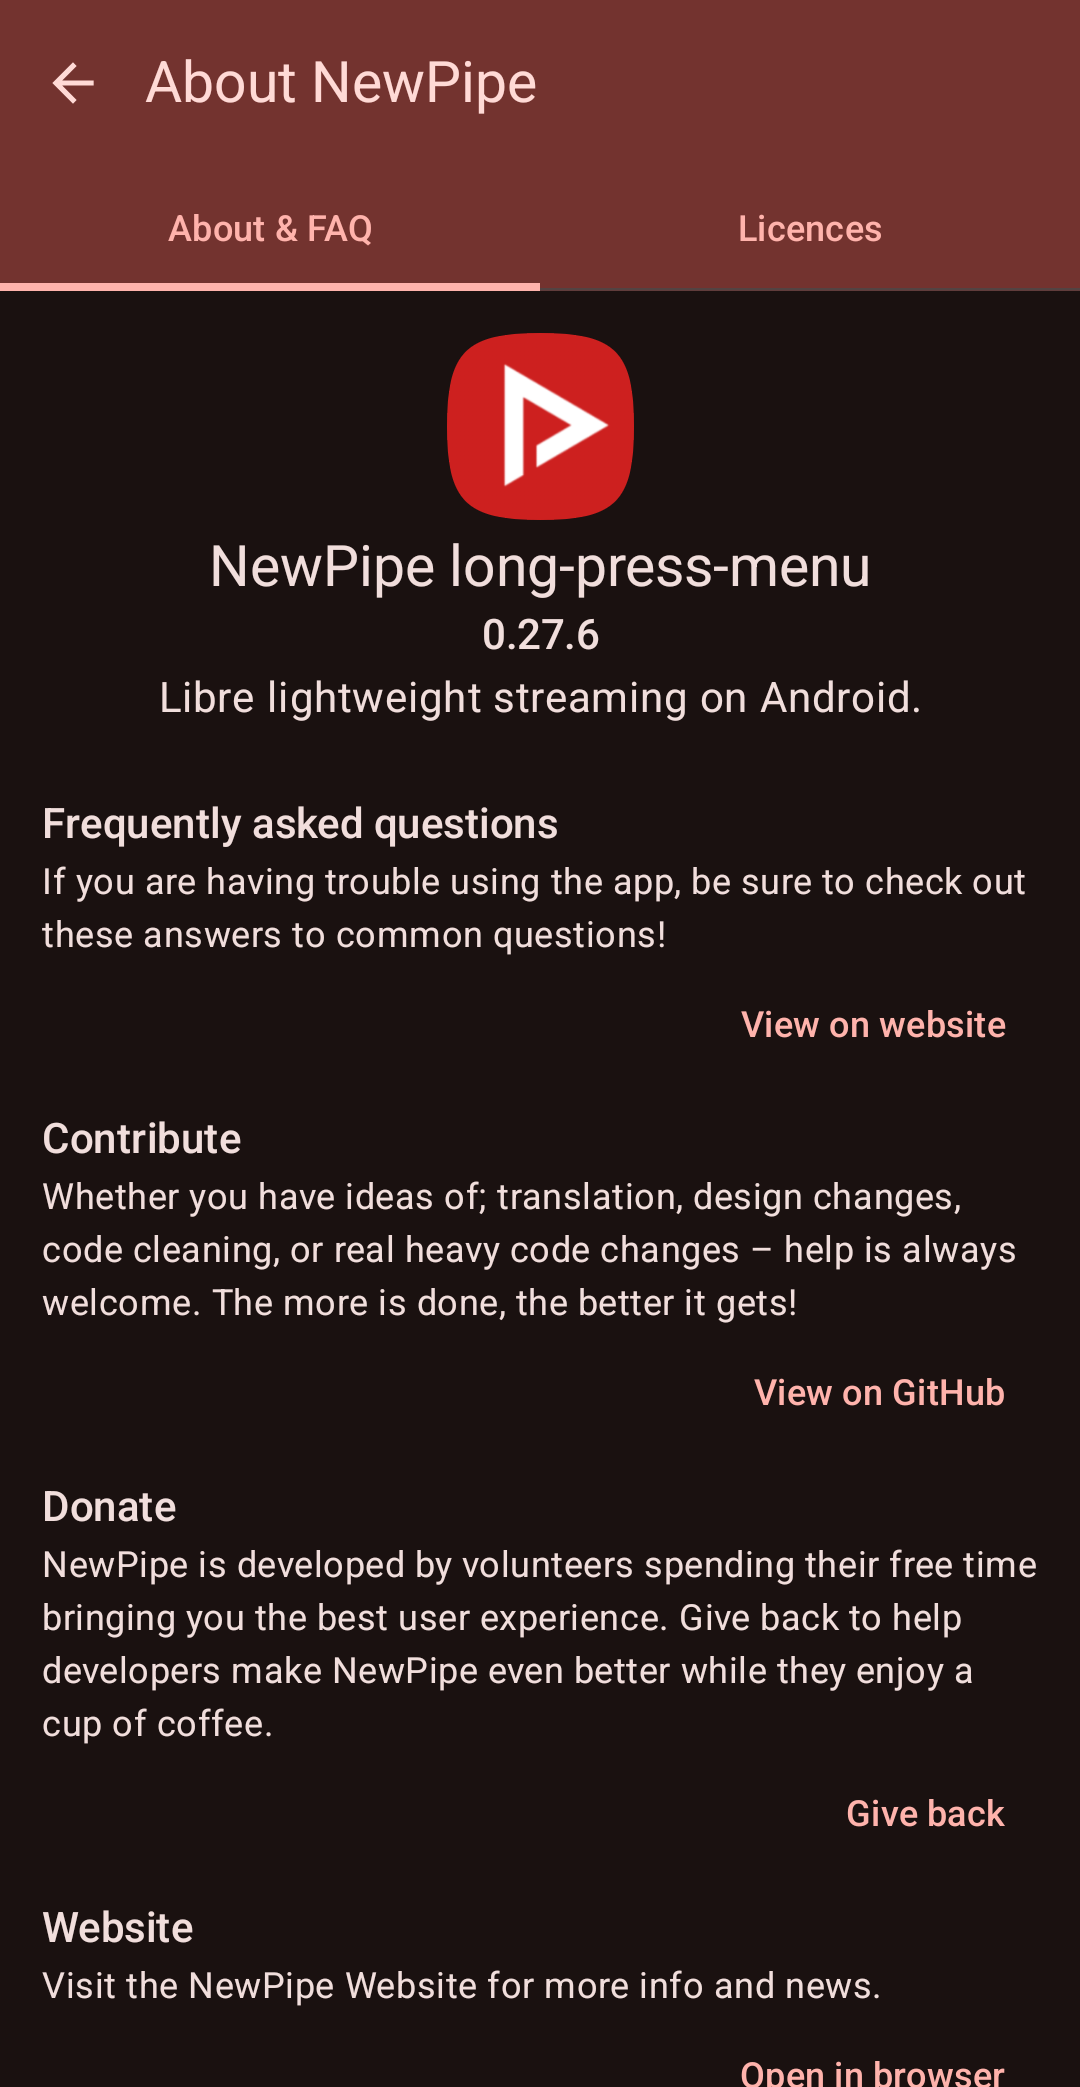 About NewPipe
About & FAQ
Licences
NewPipe long-press-menu
0.27.6
Libre lightweight streaming on Android.
Frequently asked questions
If you are having trouble using the app, be sure to check out
these answers to common questions!
View on website
Contribute
Whether you have ideas of; translation, design changes,
code cleaning, or real heavy code changes – help is always
welcome. The more is done, the better it gets!
View on GitHub
Donate
NewPipe is developed by volunteers spending their free time
bringing you the best user experience. Give back to help
developers make NewPipe even better while they enjoy a
cup of coffee.
Give back
Website
Visit the NewPipe Website for more info and news.
Open in browser